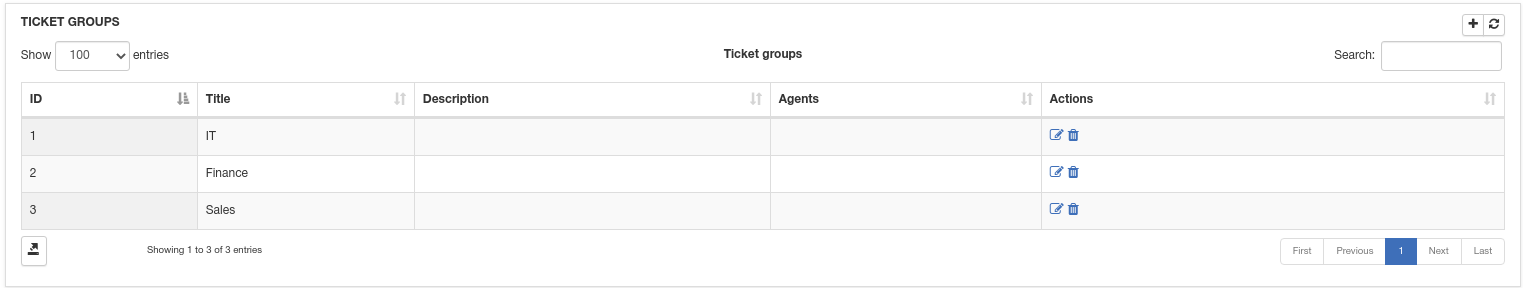 TICKET GROUPS
Show 100 entries Ticket groups Search:
ID Title Description Agents Actions
1 IT
2 Finance
3 Sales
Showing 1 to 3 of 3 entries First Previous 1 Next Last